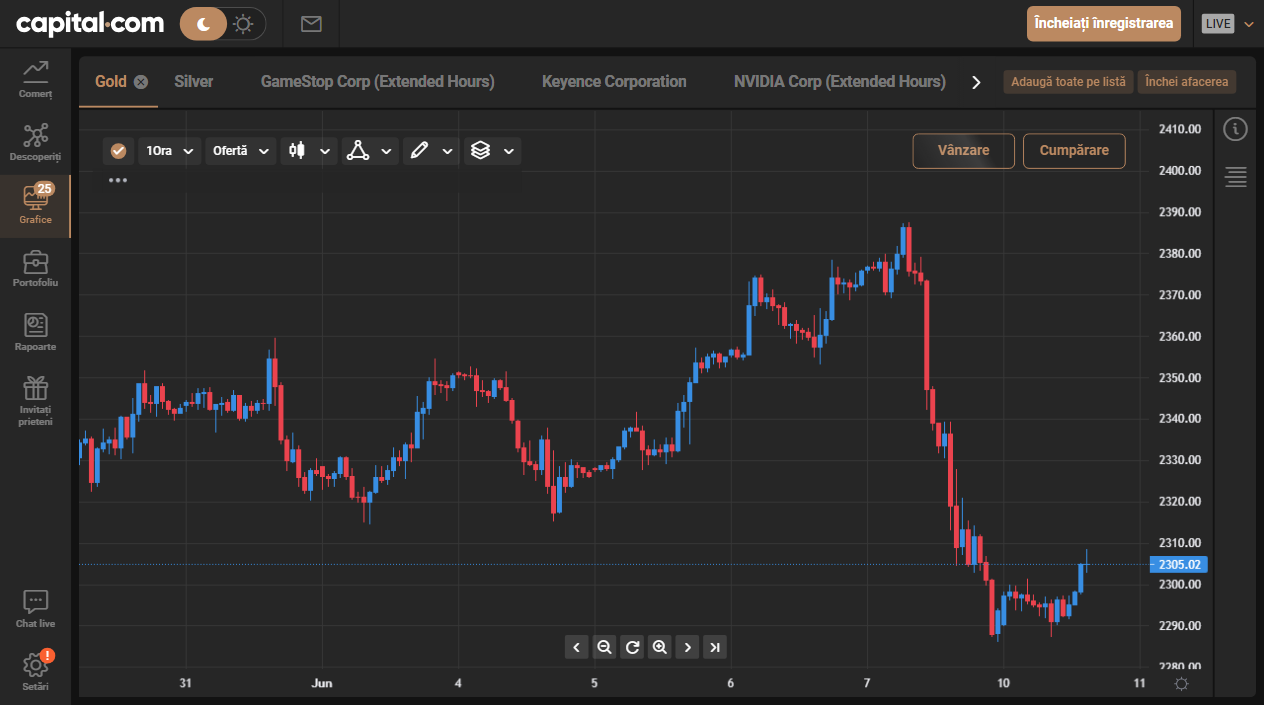 capital.com
Încheiați înregistrarea
LIVE
Comerț
Descoperiți
25
Grafice
Portofoliu
Rapoarte
Invitați
prieteni
Chat live
!
Setări
Gold
Silver
GameStop Corp (Extended Hours)
Keyence Corporation
NVIDIA Corp (Extended Hours)
Adaugă toate pe listă
Închei afacerea
1Ora
Ofertă
Vânzare
Cumpărare
2410.00
2400.00
2390.00
2380.00
2370.00
2360.00
2350.00
2340.00
2330.00
2320.00
2310.00
2305.02
2300.00
2290.00
2280.00
31
Jun
4
5
6
7
10
11